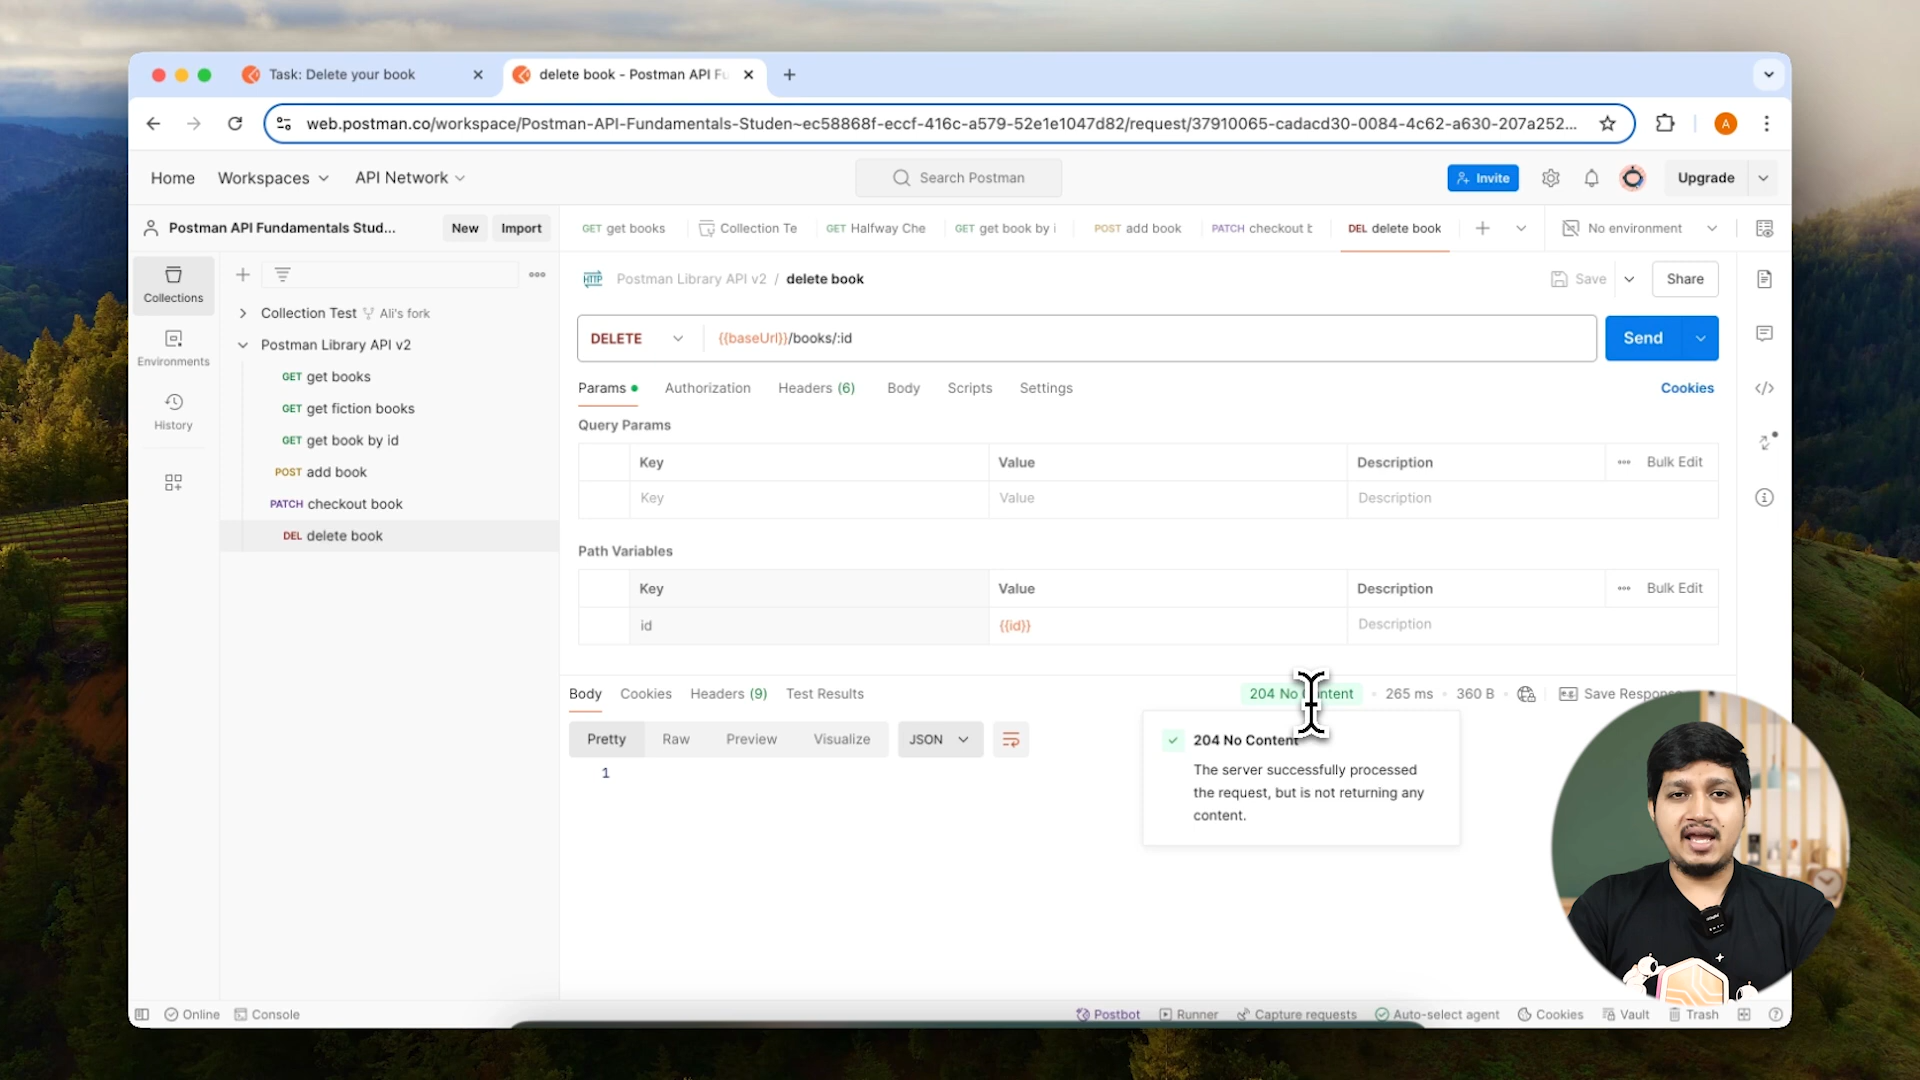 Task: Delete your book
delete book - Postman API Fu
web.postman.co/workspace/Postman-API-Fundamentals-Studen~ec58868f-eccf-416c-a579-52e1e1047d82/request/37910065-cadacd30-0084-4c62-a630-207a252...
A
Home Workspaces API Network Search Postman Invite Upgrade
Postman API Fundamentals Stud... New Import
GET get books Collection Te GET Halfway Che GET get book by i POST add book PATCH checkout b DEL delete book No environment
Collections
Environments
History
Collection Test Ali's fork
Postman Library API v2
GET get books
GET get fiction books
GET get book by id
POST add book
PATCH checkout book
DEL delete book
HTTP Postman Library API v2 / delete book Save Share
DELETE {{baseUrl}}/books/:id Send
Params Authorization Headers (6) Body Scripts Settings Cookies
Query Params
Key Value Description Bulk Edit
Key Value Description
Path Variables
Key Value Description Bulk Edit
id {{id}} Description
Body Cookies Headers (9) Test Results 204 No Content 265 ms 360 B Save Response
Pretty Raw Preview Visualize JSON
1
204 No Content
The server successfully processed
the request, but is not returning any
content.
Online Console Postbot Runner Capture requests Auto-select agent Cookies Vault Trash